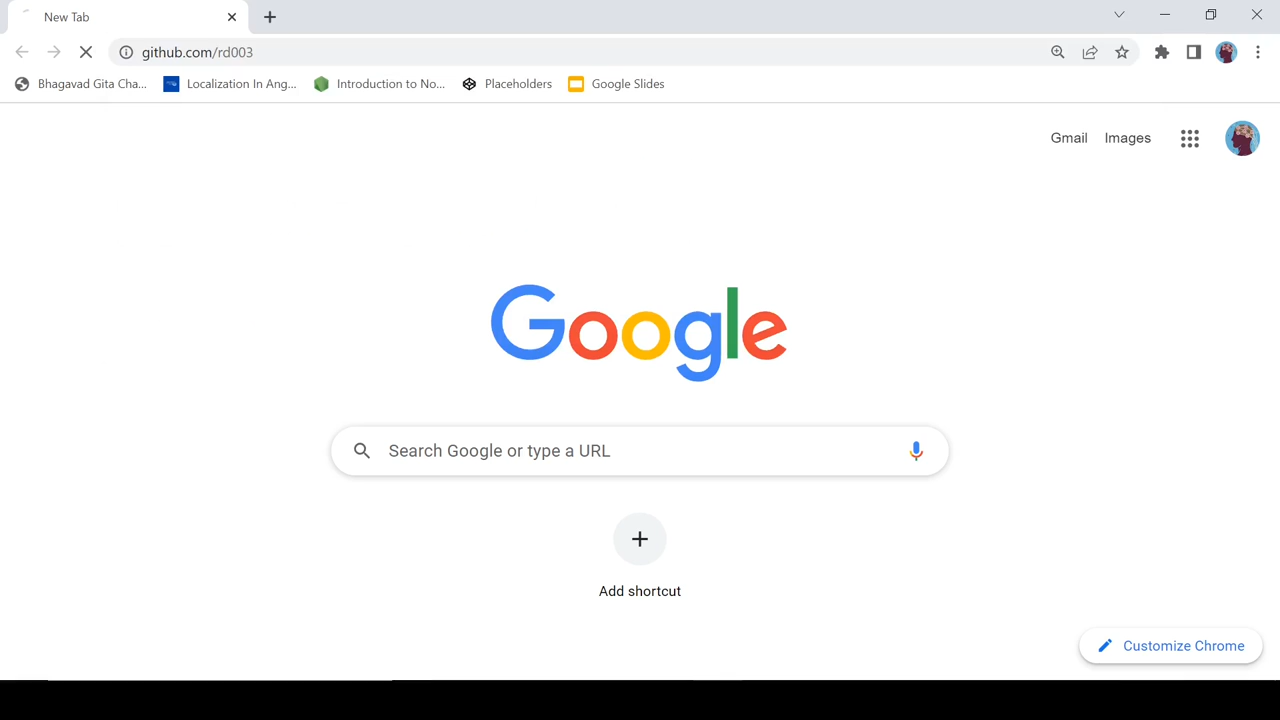 New Tab
github.com/rd003
Bhagavad Gita Cha...
Localization In Ang...
Introduction to No...
Placeholders
Google Slides
Gmail
Images
Google
Search Google or type a URL
Add shortcut
Customize Chrome